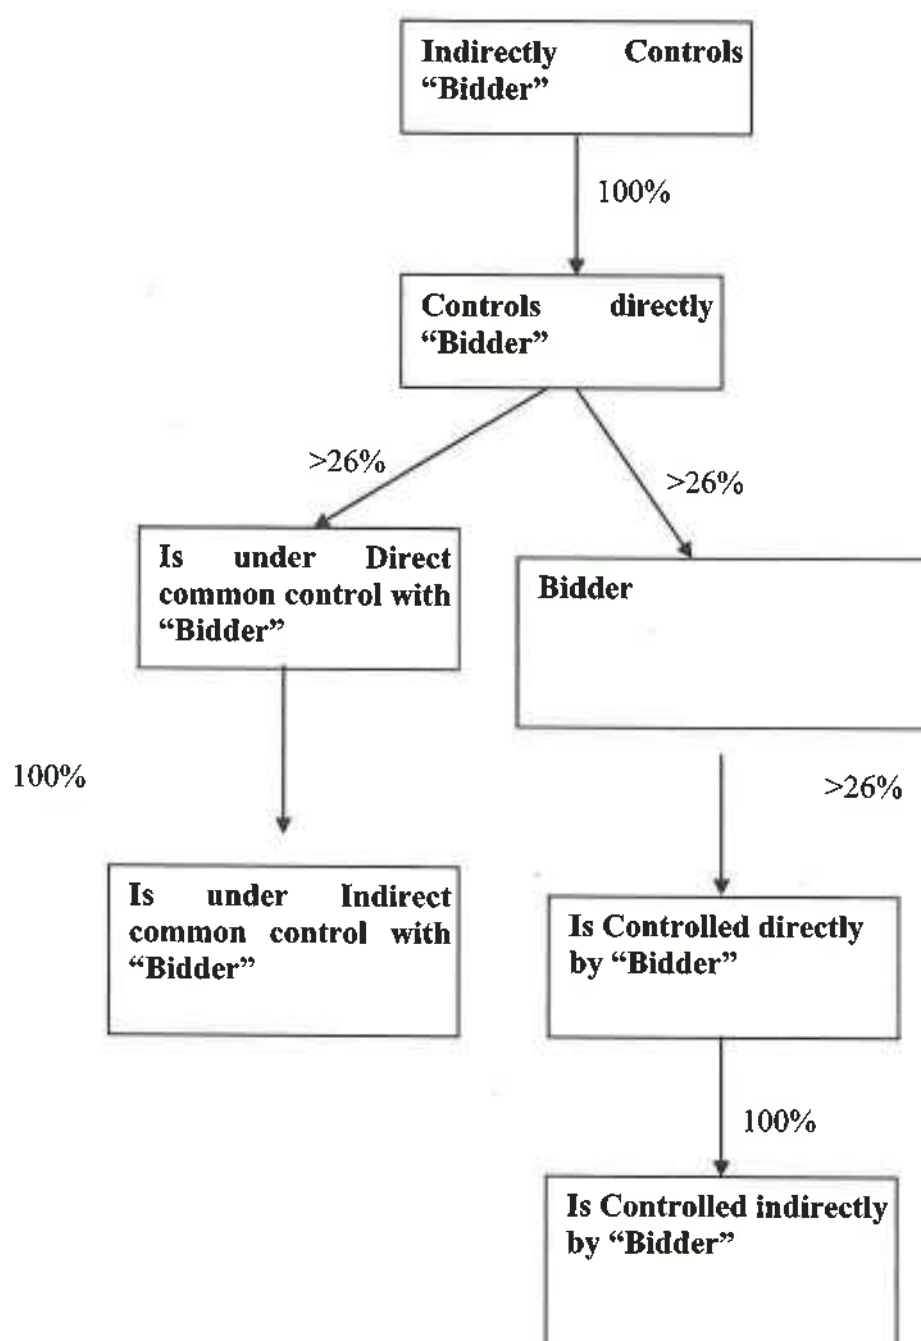 Indirectly Controls
“Bidder”
100%
Controls directly
“Bidder”
>26%
>26%
Is under Direct
common control with
“Bidder”
Bidder
100%
>26%
Is under Indirect
common control with
“Bidder”
Is Controlled directly
by “Bidder”
100%
Is Controlled indirectly
by “Bidder”